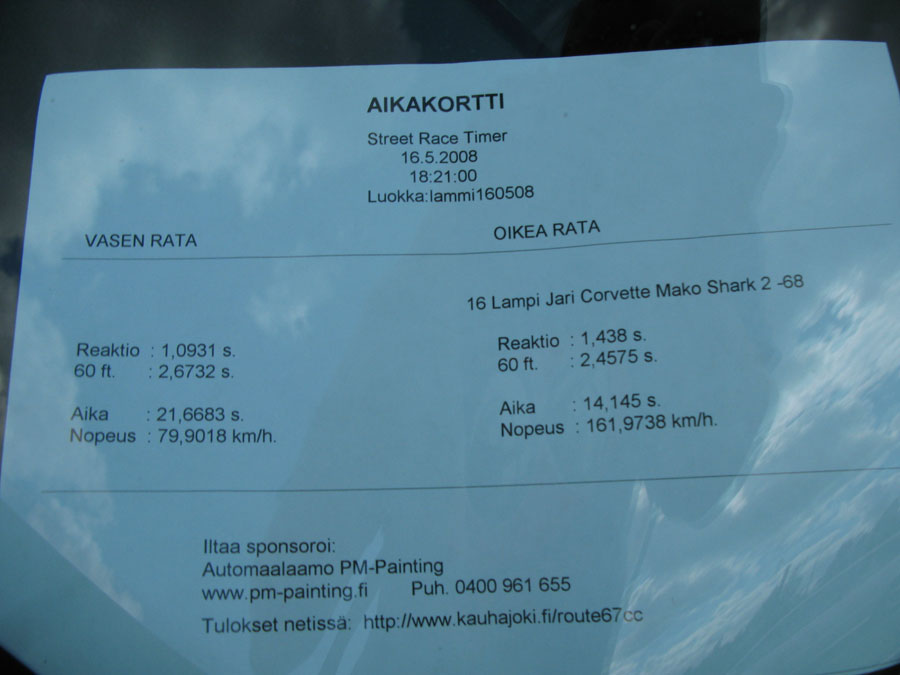 AIKAKORTTI
Street Race Timer
16.5.2008
18:21:00
Luokka:lammi160508
VASEN RATA
OIKEA RATA
16 Lampi Jari Corvette Mako Shark 2 -68
Reaktio : 1,0931 s.
60 ft. : 2,6732 s.
Aika : 21,6683 s.
Nopeus : 79,9018 km/h.
Reaktio : 1,438 s.
60 ft. : 2,4575 s.
Aika : 14,145 s.
Nopeus : 161,9738 km/h.
Iltaa sponsoroi:
Automaalaamo PM-Painting
www.pm-painting.fi Puh. 0400 961 655
Tulokset netissä: http://www.kauhajoki.fi/route67cc